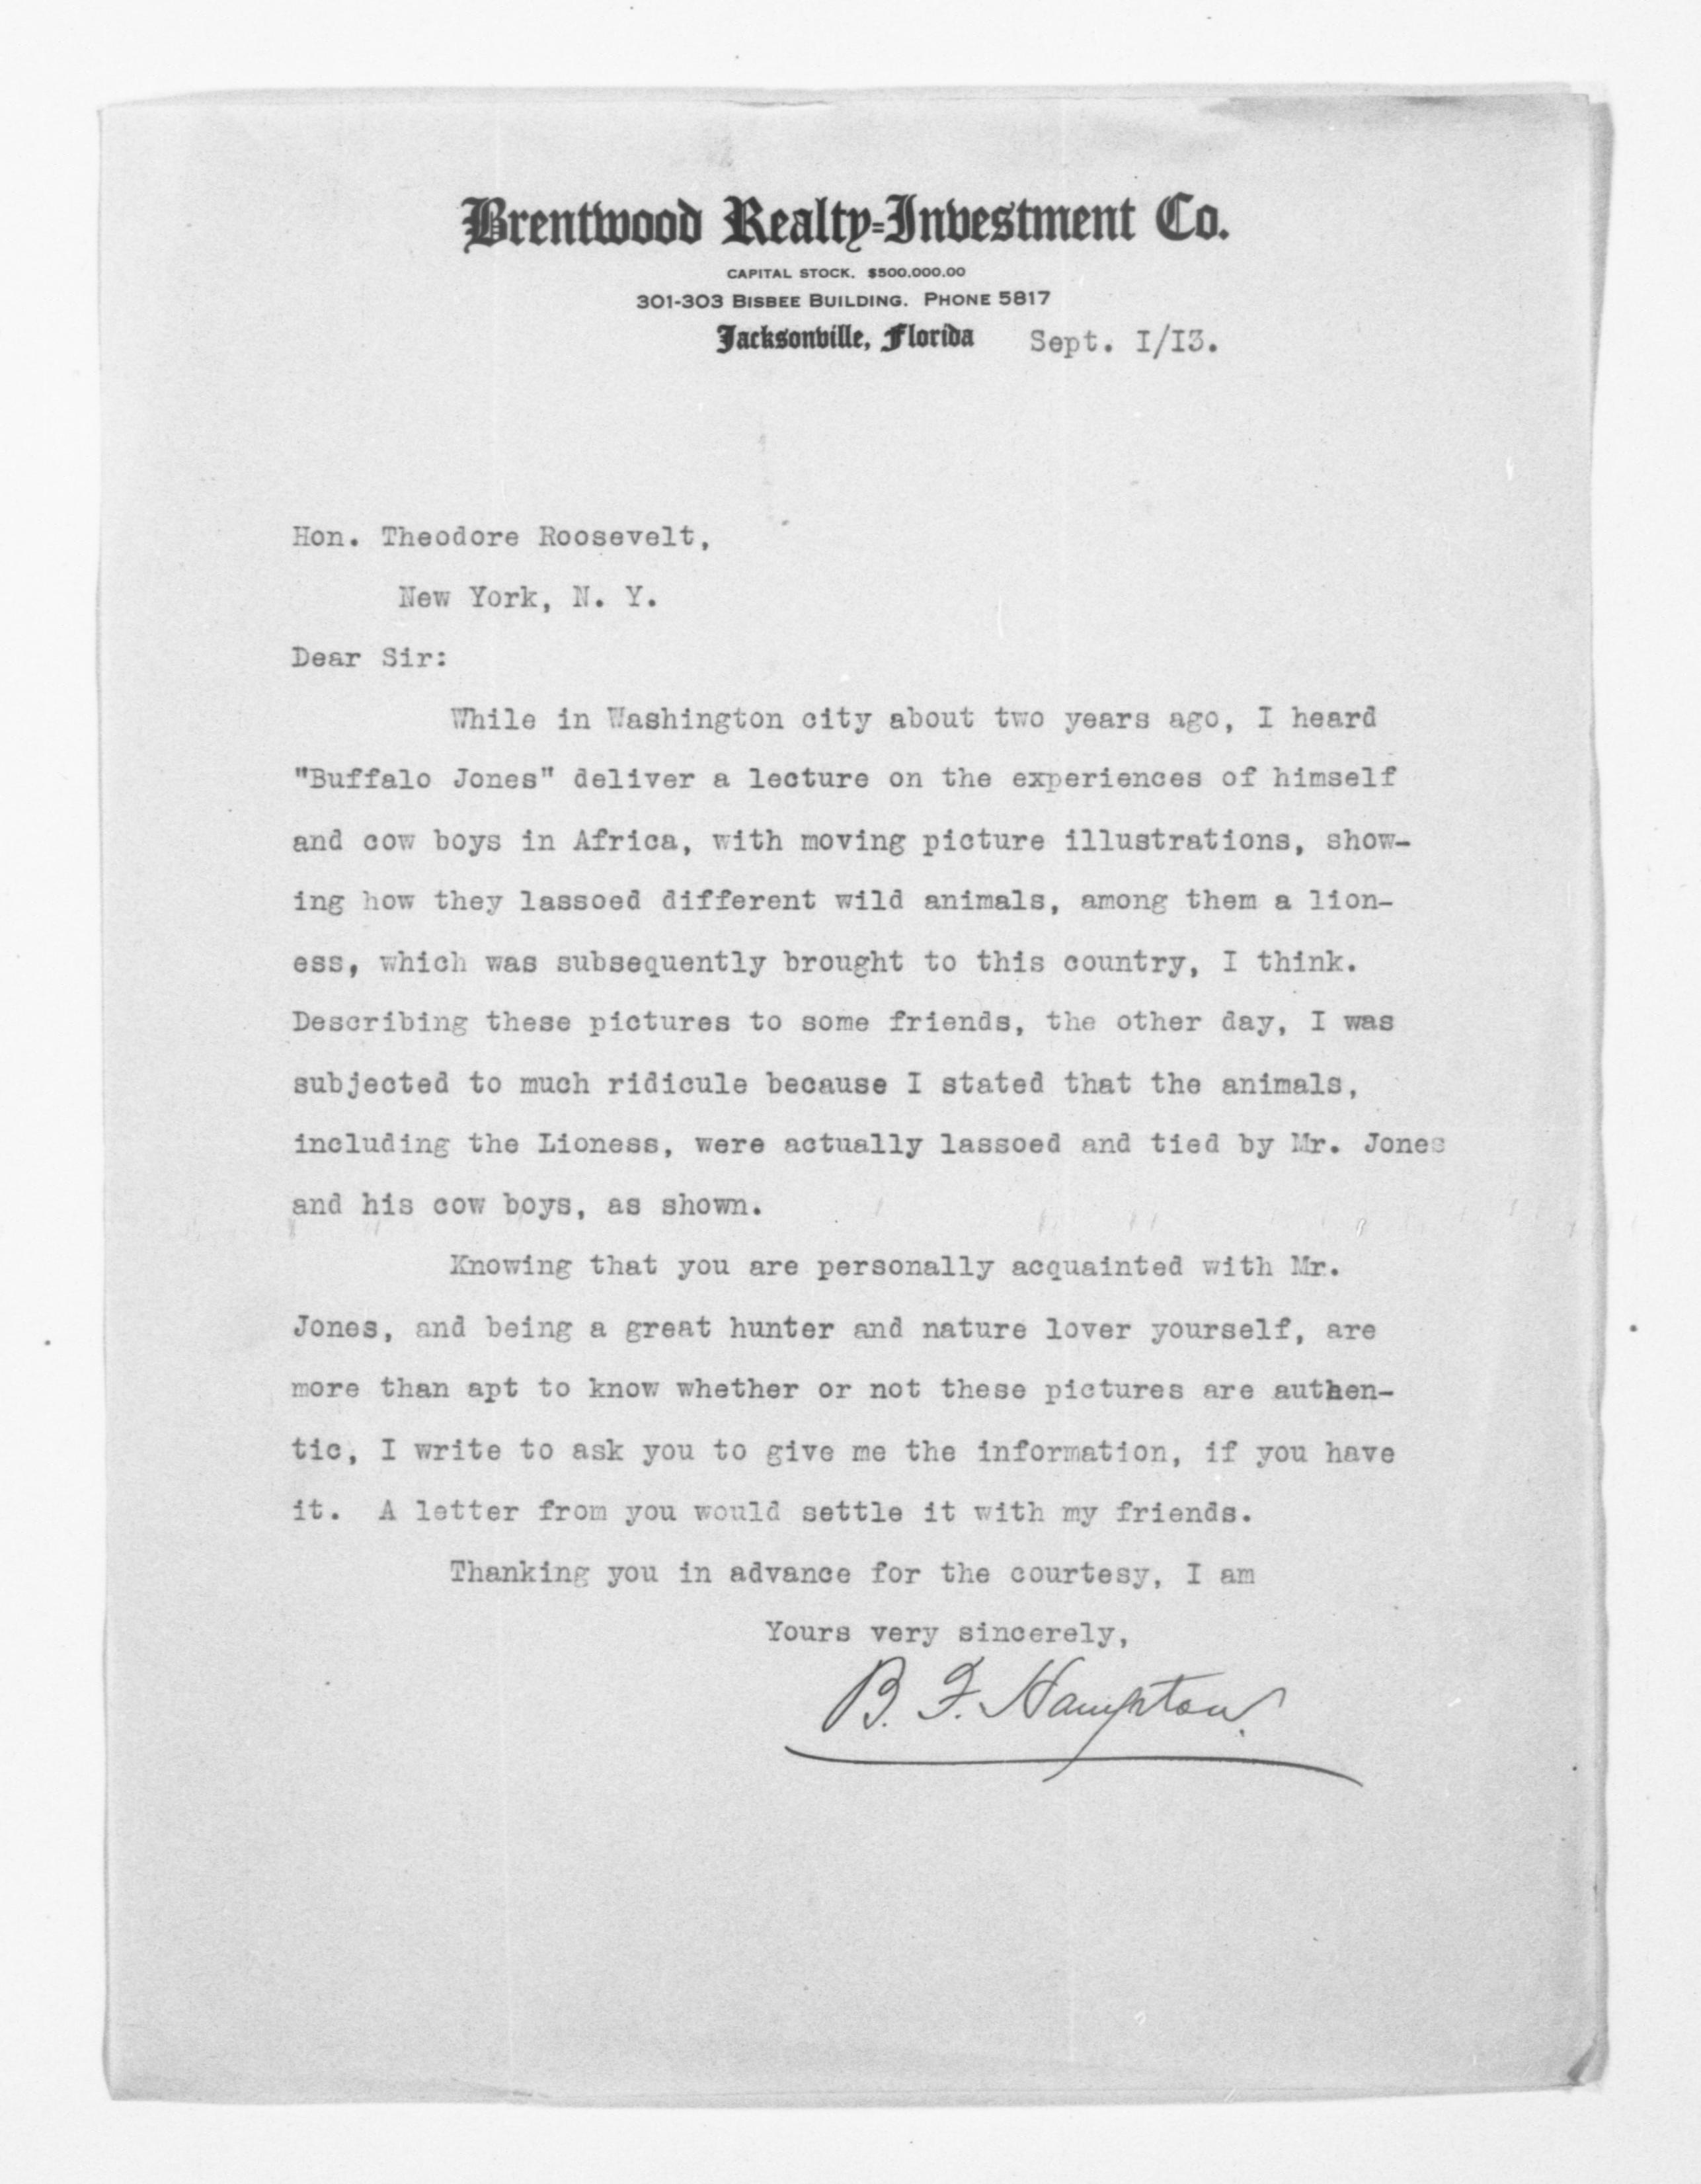 Brentwood Realty-Investment Co.
CAPITAL STOCK. $500.000.00
301-303 BISBEE BUILDING. PHONE 5817
Jacksonville, Florida Sept. I/I3.
Hon. Theodore Roosevelt,
New York, N. Y.
Dear Sir:
While in Washington city about two years ago, I heard
"Buffalo Jones" deliver a lecture on the experiences of himself
and cow boys in Africa, with moving picture illustrations, show-
ing how they lassoed different wild animals, among them a lion-
ess, which was subsequently brought to this country, I think.
Describing these pictures to some friends, the other day, I was
subjected to much ridicule because I stated that the animals,
including the Lioness, were actually lassoed and tied by Mr. Jones
and his cow boys, as shown.
Knowing that you are personally acquainted with Mr.
Jones, and being a great hunter and nature lover yourself, are
more than apt to know whether or not these pictures are authen-
tic, I write to ask you to give me the information, if you have
it. A letter from you would settle it with my friends.
Thanking you in advance for the courtesy, I am
Yours very sincerely,
B. F. Hampton.